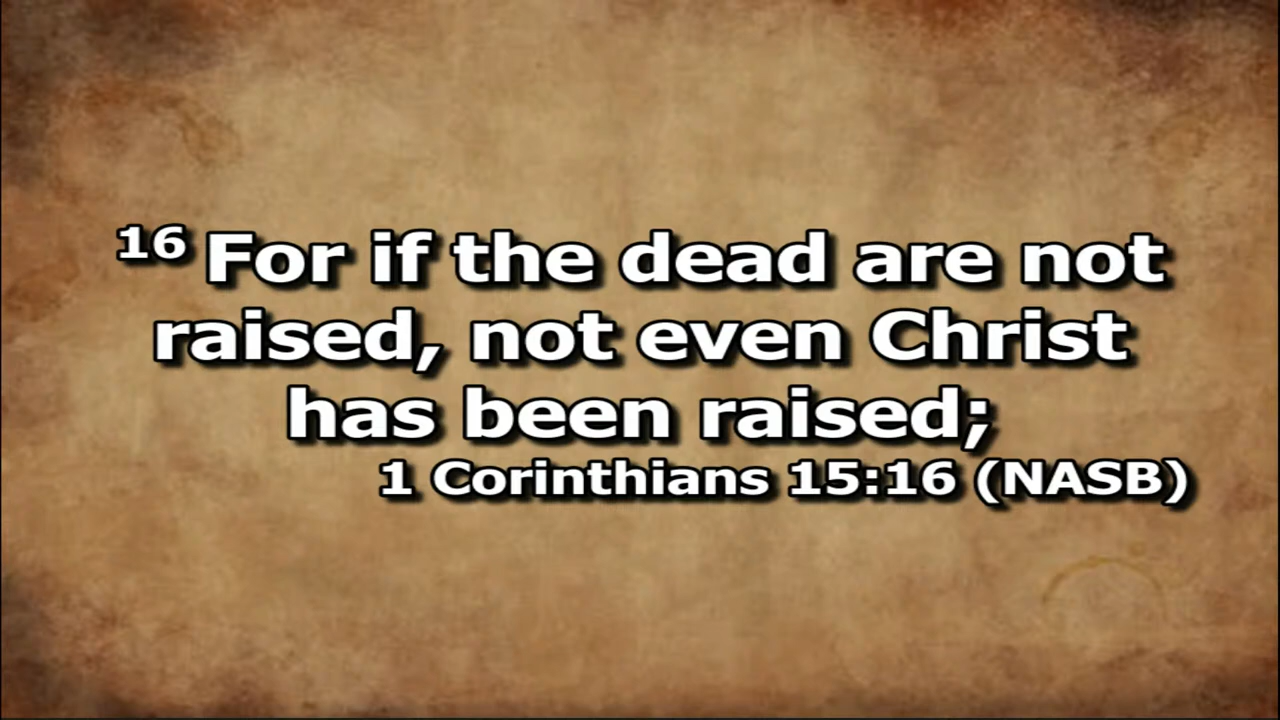 16 For if the dead are not
raised, not even Christ
has been raised;
1 Corinthians 15:16 (NASB)